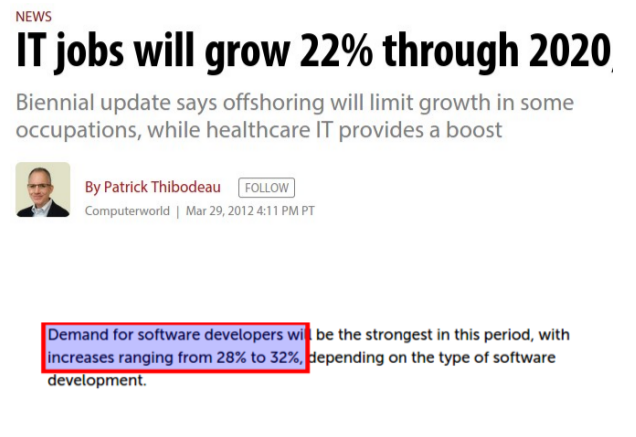 NEWS
IT jobs will grow 22% through 2020,
Biennial update says offshoring will limit growth in some
occupations, while healthcare IT provides a boost
By Patrick Thibodeau FOLLOW
Computerworld | Mar 29, 2012 4:11 PM PT
Demand for software developers will be the strongest in this period, with
increases ranging from 28% to 32%, depending on the type of software
development.